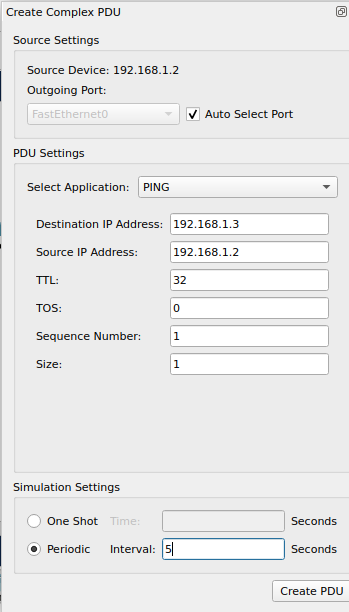 Create Complex PDU
Source Settings
Source Device: 192.168.1.2
Outgoing Port:
FastEthernet0 Auto Select Port
PDU Settings
Select Application: PING
Destination IP Address: 192.168.1.3
Source IP Address: 192.168.1.2
TTL: 32
TOS: 0
Sequence Number: 1
Size: 1
Simulation Settings
One Shot Time: Seconds
Periodic Interval: 5 Seconds
Create PDU